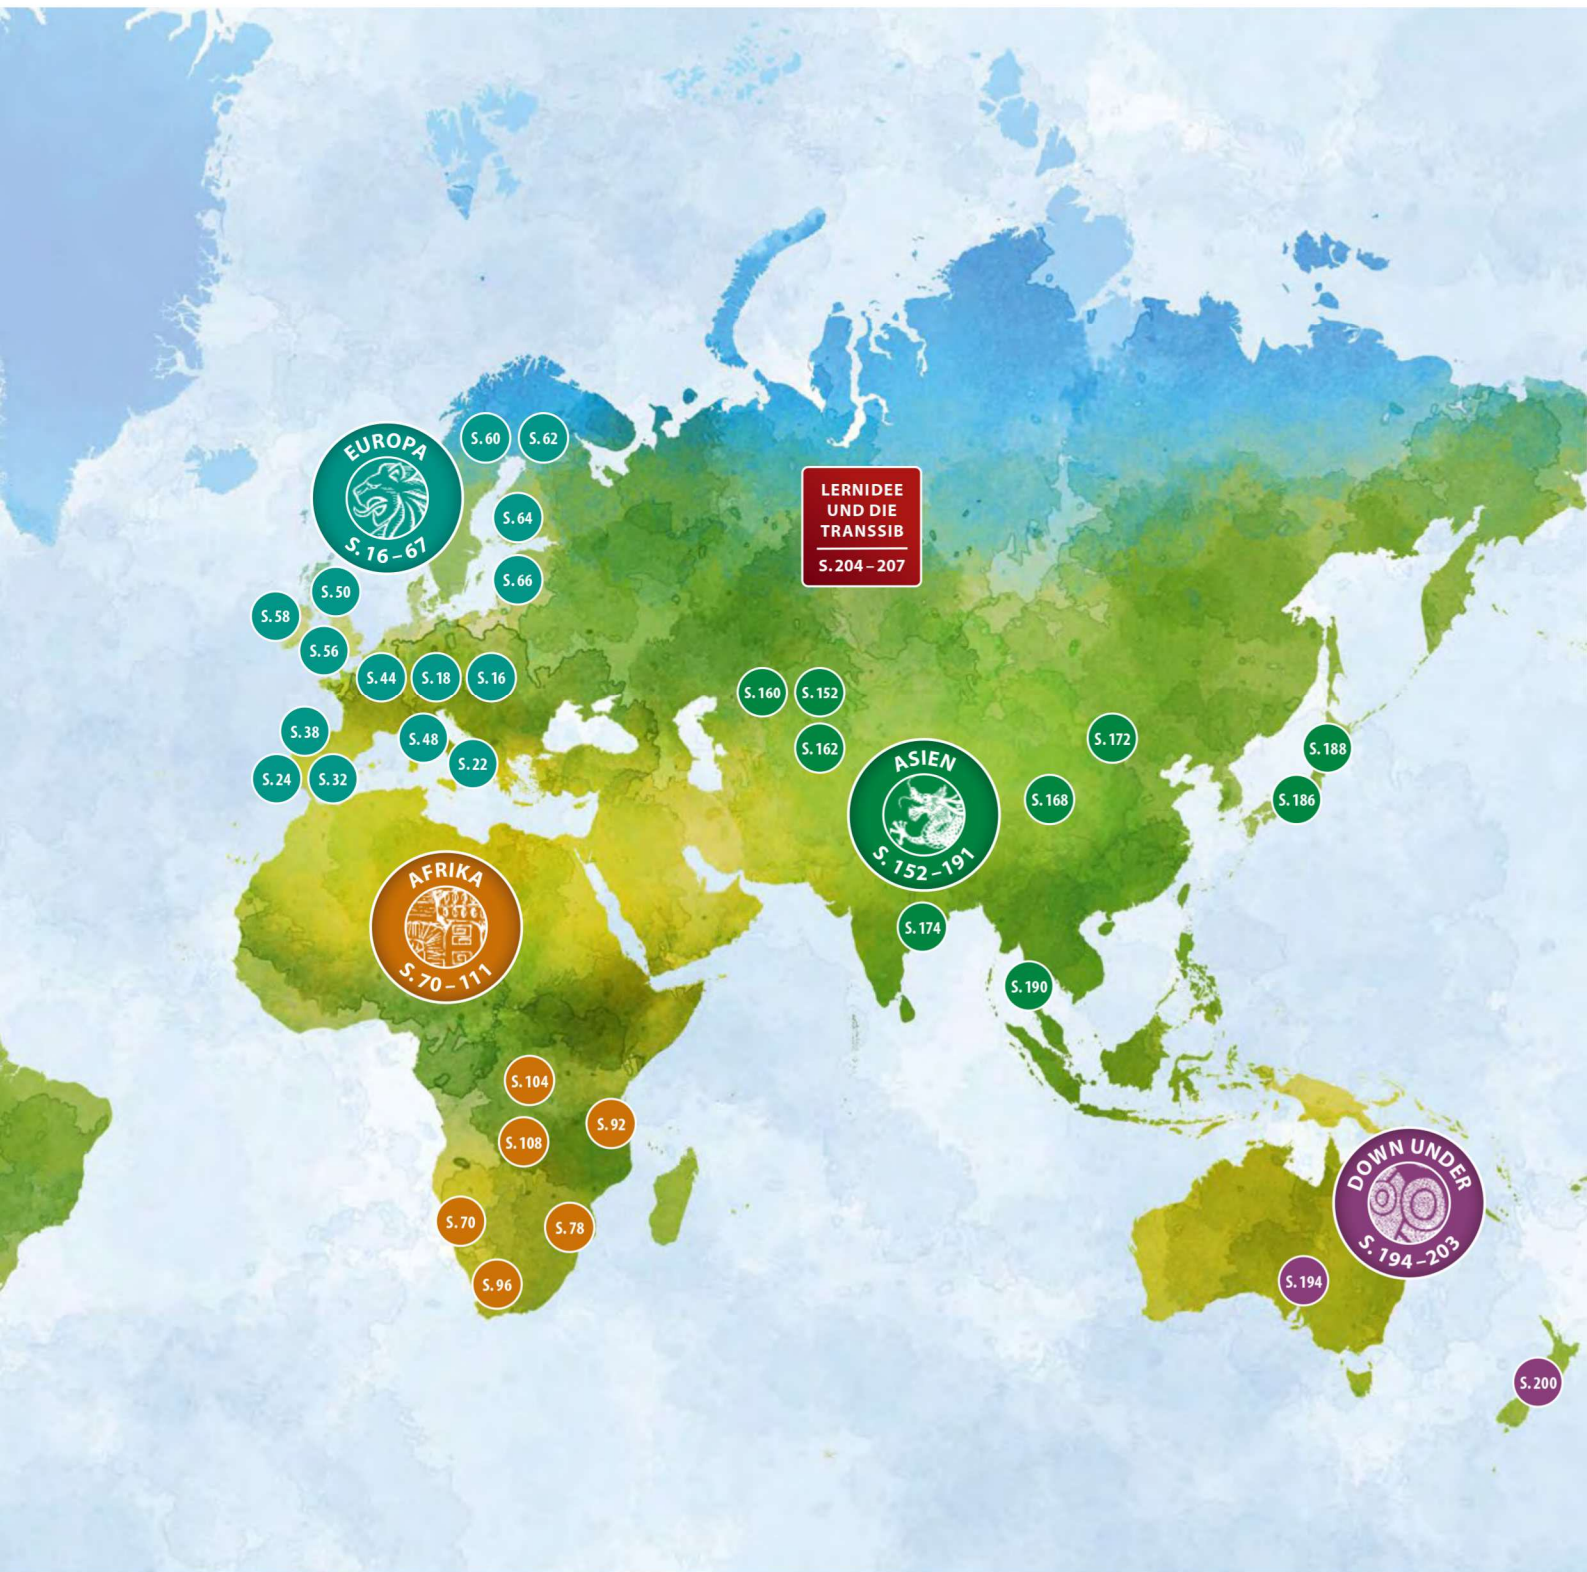 S. 60
S. 62
EUROPA
S. 16 – 67
LERNIDEE
UND DIE
TRANSSIB
S. 204 – 207
S. 64
S. 66
S. 50
S. 58
S. 56
S. 44
S. 18
S. 16
S. 160
S. 152
S. 38
S. 48
S. 162
S. 172
S. 188
S. 22
S. 24
S. 32
ASIEN
S. 152 – 191
S. 168
S. 186
AFRIKA
S. 70 – 111
S. 174
S. 190
S. 104
S. 92
S. 108
DOWN UNDER
S. 194 – 203
S. 70
S. 78
S. 96
S. 194
S. 200